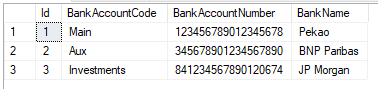 Id BankAccountCode BankAccountNumber BankName
1 1 Main 123456789012345678 Pekao
2 2 Aux 345678901234567890 BNP Paribas
3 3 Investments 841234567890120674 JP Morgan